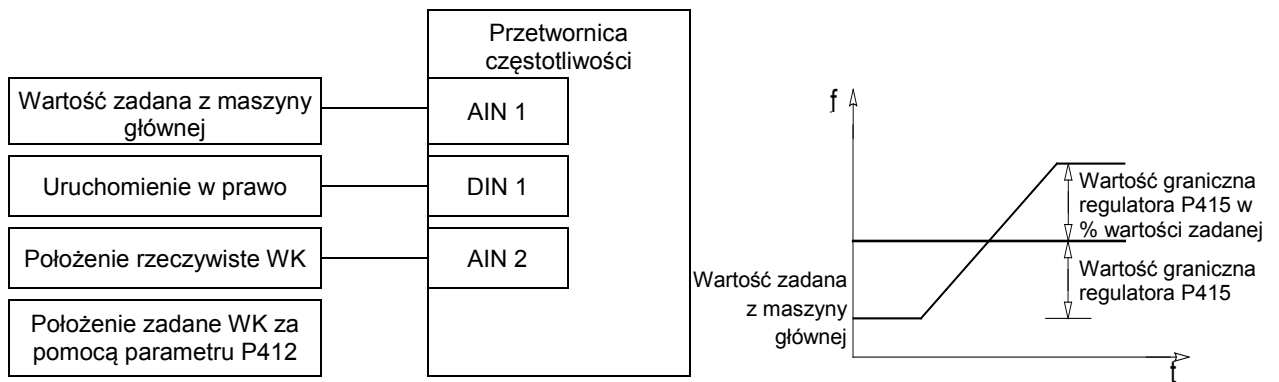 Przetwornica
częstotliwości
Wartość zadana z maszyny
głównej
AIN 1
Uruchomienie w prawo
DIN 1
Położenie rzeczywiste WK
AIN 2
Położenie zadane WK za
pomocą parametru P412
f
Wartość graniczna
regulatora P415 w
% wartości zadanej
Wartość graniczna
regulatora P415
Wartość zadana
z maszyny
głównej
t